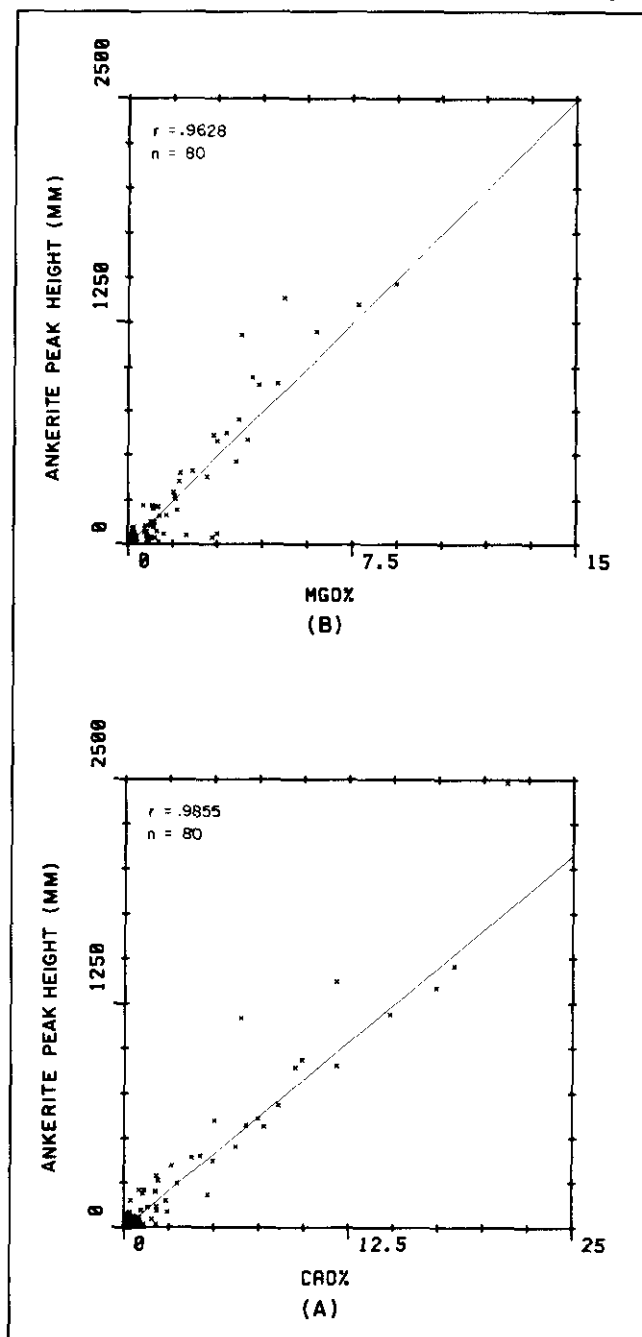 2500
r = .9628
n = 80
ANKERITE PEAK HEIGHT (MM)
1250
0
0 7.5 15
MGO%
(B)
2500
r = .9855
n = 80
ANKERITE PEAK HEIGHT (MM)
1250
0
0 12.5 25
CAO%
(A)